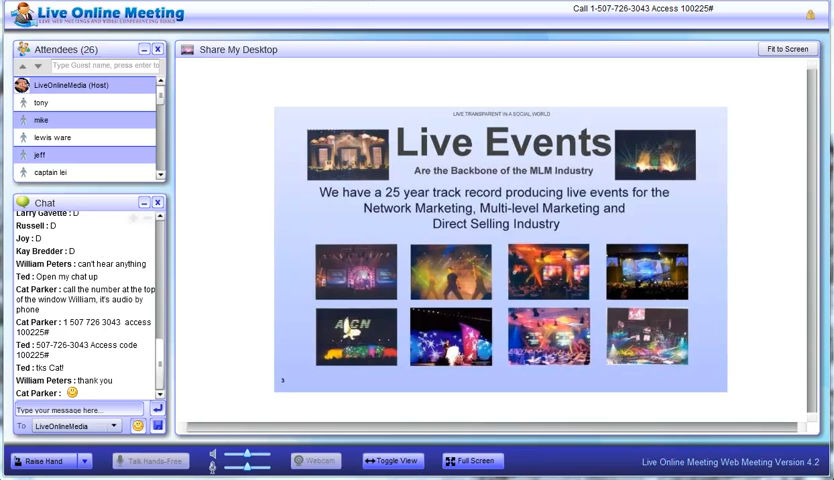 Live Online Meeting
LIVE WEB MEETINGS AND VIDEO CONFERENCING TOOLS
Call 1-507-726-3043 Access 100225#
Attendees (26)
Type Guest name, press enter to
LiveOnlineMedia (Host)
tony
mike
lewis ware
jeff
captain lei
Chat
Larry Gavette : D
Russell : D
Joy : D
Kay Bredder : D
William Peters : can't hear anything
Ted : Open my chat up
Cat Parker : call the number at the top
of the window William, it's audio by
phone
Cat Parker : 1 507 726 3043 access
100225#
Ted : 507-726-3043 Access code
100225#
Ted : tks Cat!
William Peters : thank you
Cat Parker :
Type your message here...
To LiveOnlineMedia
Share My Desktop
Fit to Screen
LIVE TRANSPARENT IN A SOCIAL WORLD
Live Events
Are the Backbone of the MLM Industry
We have a 25 year track record producing live events for the
Network Marketing, Multi-level Marketing and
Direct Selling Industry
ACN
3
Raise Hand
Talk Hands-Free
Webcam
Toggle View
Full Screen
Live Online Meeting Web Meeting Version 4.2